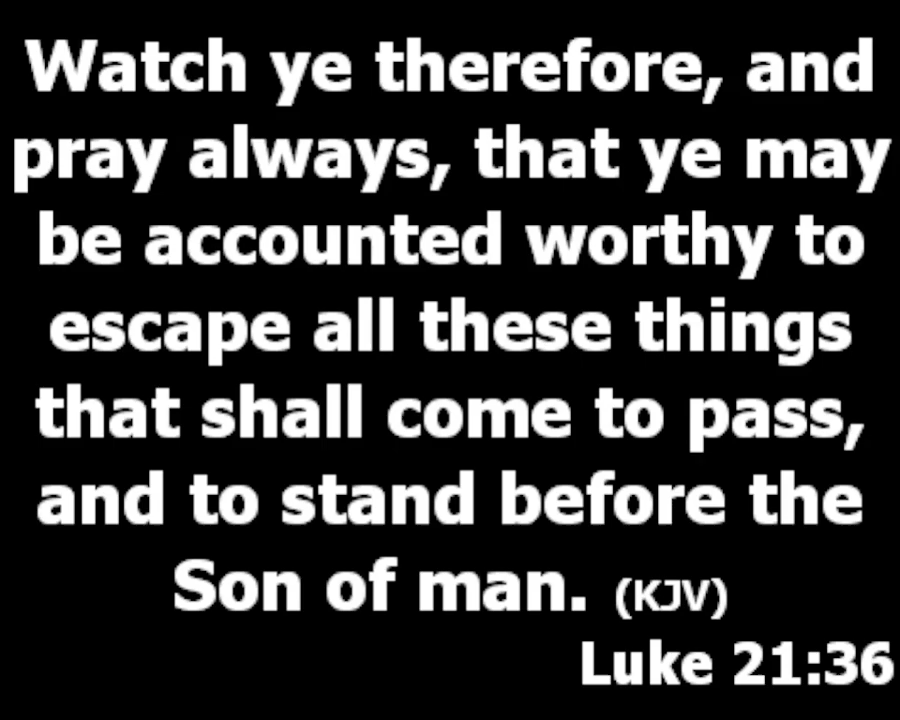 Watch ye therefore, and
pray always, that ye may
be accounted worthy to
escape all these things
that shall come to pass,
and to stand before the
Son of man. (KJV)
Luke 21:36